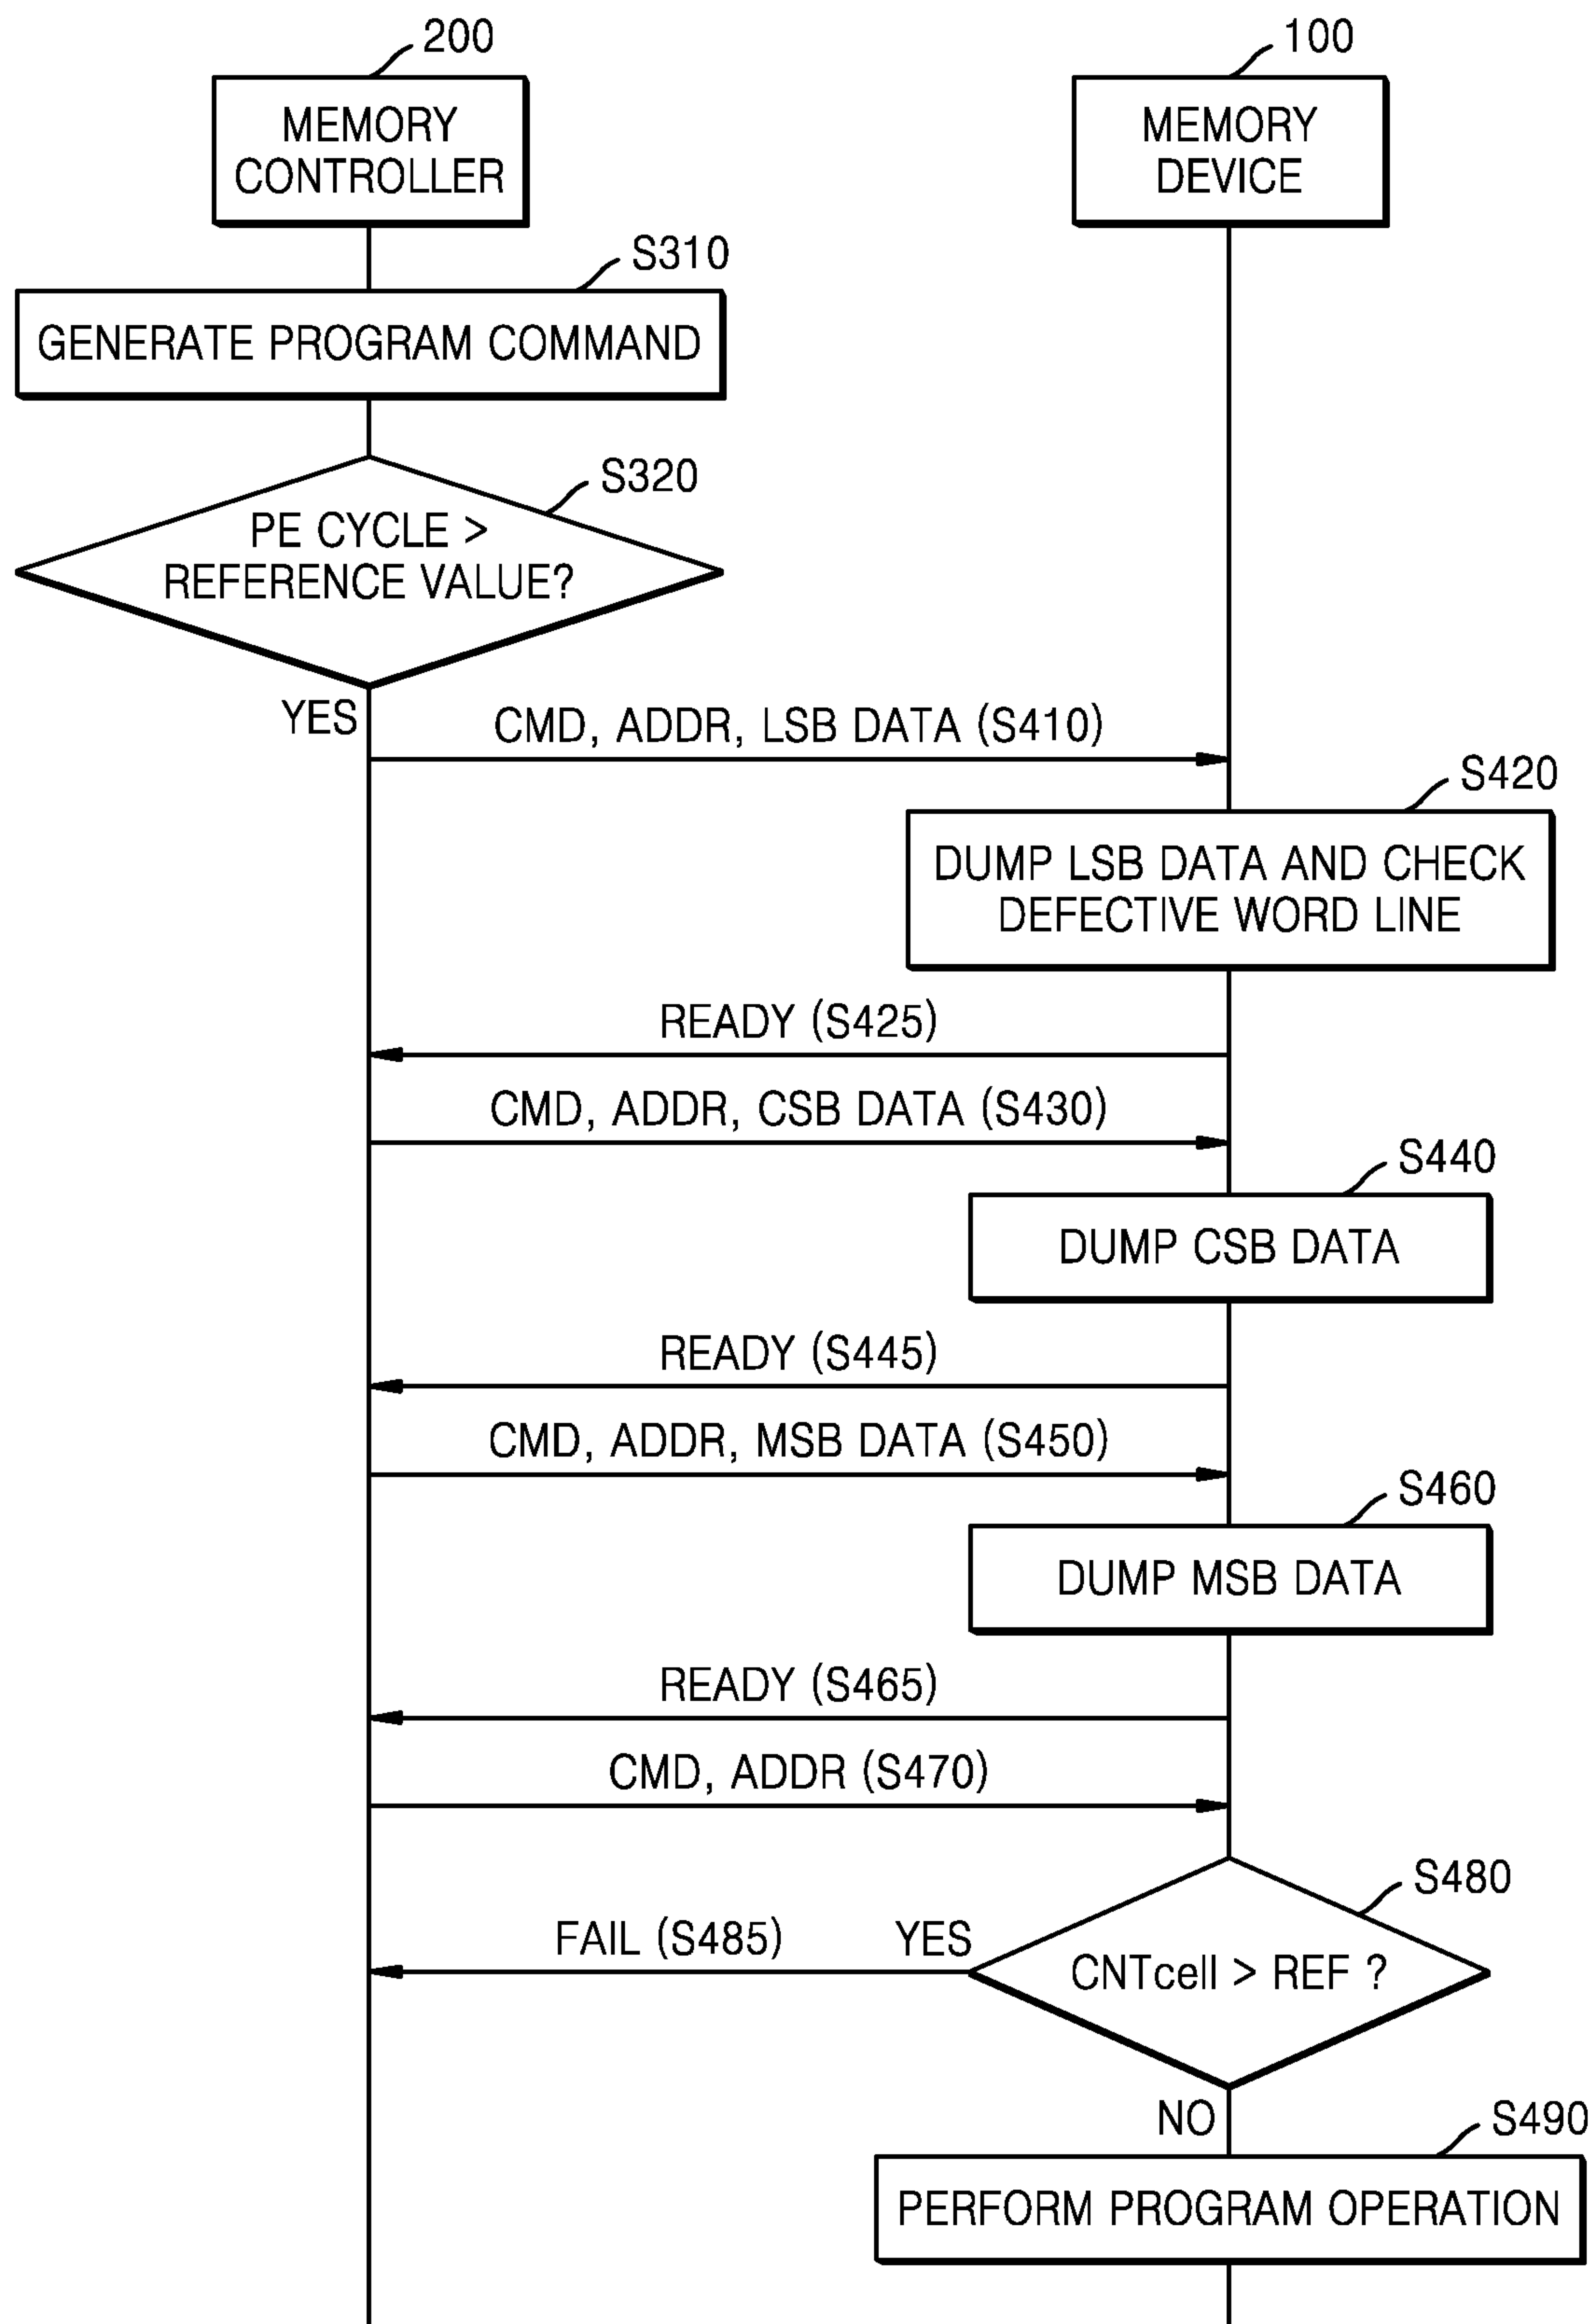 200
100
MEMORY
CONTROLLER
MEMORY
DEVICE
S310
GENERATE PROGRAM COMMAND
S320
PE CYCLE >
REFERENCE VALUE?
YES
CMD, ADDR, LSB DATA (S410)
S420
DUMP LSB DATA AND CHECK
DEFECTIVE WORD LINE
READY (S425)
CMD, ADDR, CSB DATA (S430)
S440
DUMP CSB DATA
READY (S445)
CMD, ADDR, MSB DATA (S450)
S460
DUMP MSB DATA
READY (S465)
CMD, ADDR (S470)
S480
FAIL (S485)
YES
CNTcell > REF ?
NO
S490
PERFORM PROGRAM OPERATION